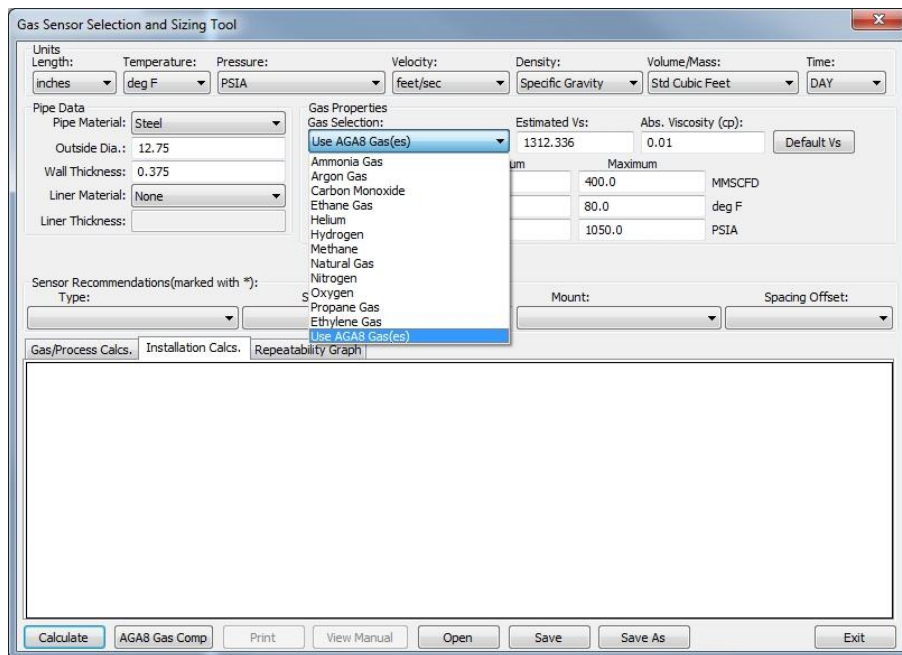 Gas Sensor Selection and Sizing Tool
Units
Length: Temperature: Pressure: Velocity: Density: Volume/Mass: Time:
inches deg F PSIA feet/sec Specific Gravity Std Cubic Feet DAY
Pipe Data
Pipe Material: Steel
Outside Dia.: 12.75
Wall Thickness: 0.375
Liner Material: None
Liner Thickness:
Gas Properties
Gas Selection: Estimated Vs: Abs. Viscosity (cp):
Use AGA8 Gas(es) 1312.336 0.01 Default Vs
Ammonia Gas
Argon Gas
Carbon Monoxide
Ethane Gas
Helium
Hydrogen
Methane
Natural Gas
Nitrogen
Oxygen
Propane Gas
Ethylene Gas
Use AGA8 Gas(es)
um Maximum
400.0 MMSCFD
80.0 deg F
1050.0 PSIA
Sensor Recommendations(marked with *):
Type: S Mount: Spacing Offset:
Gas/Process Calcs. Installation Calcs. Repeatability Graph
Calculate AGA8 Gas Comp Print View Manual Open Save Save As Exit